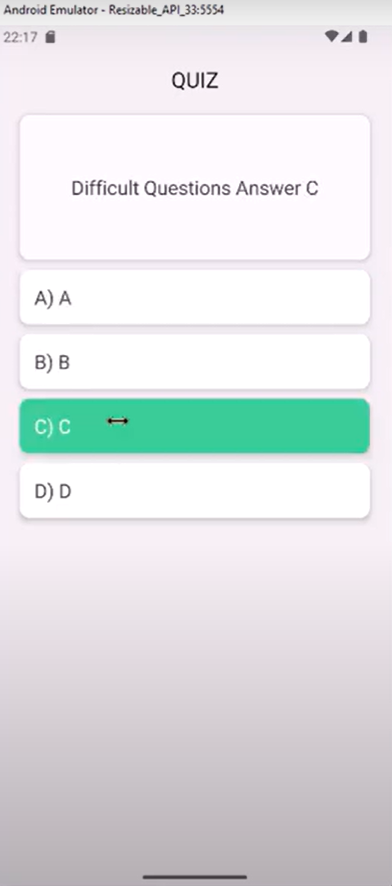 Android Emulator - Resizable_API_33:5554
22:17
QUIZ
Difficult Questions Answer C
A) A
B) B
C) C
D) D